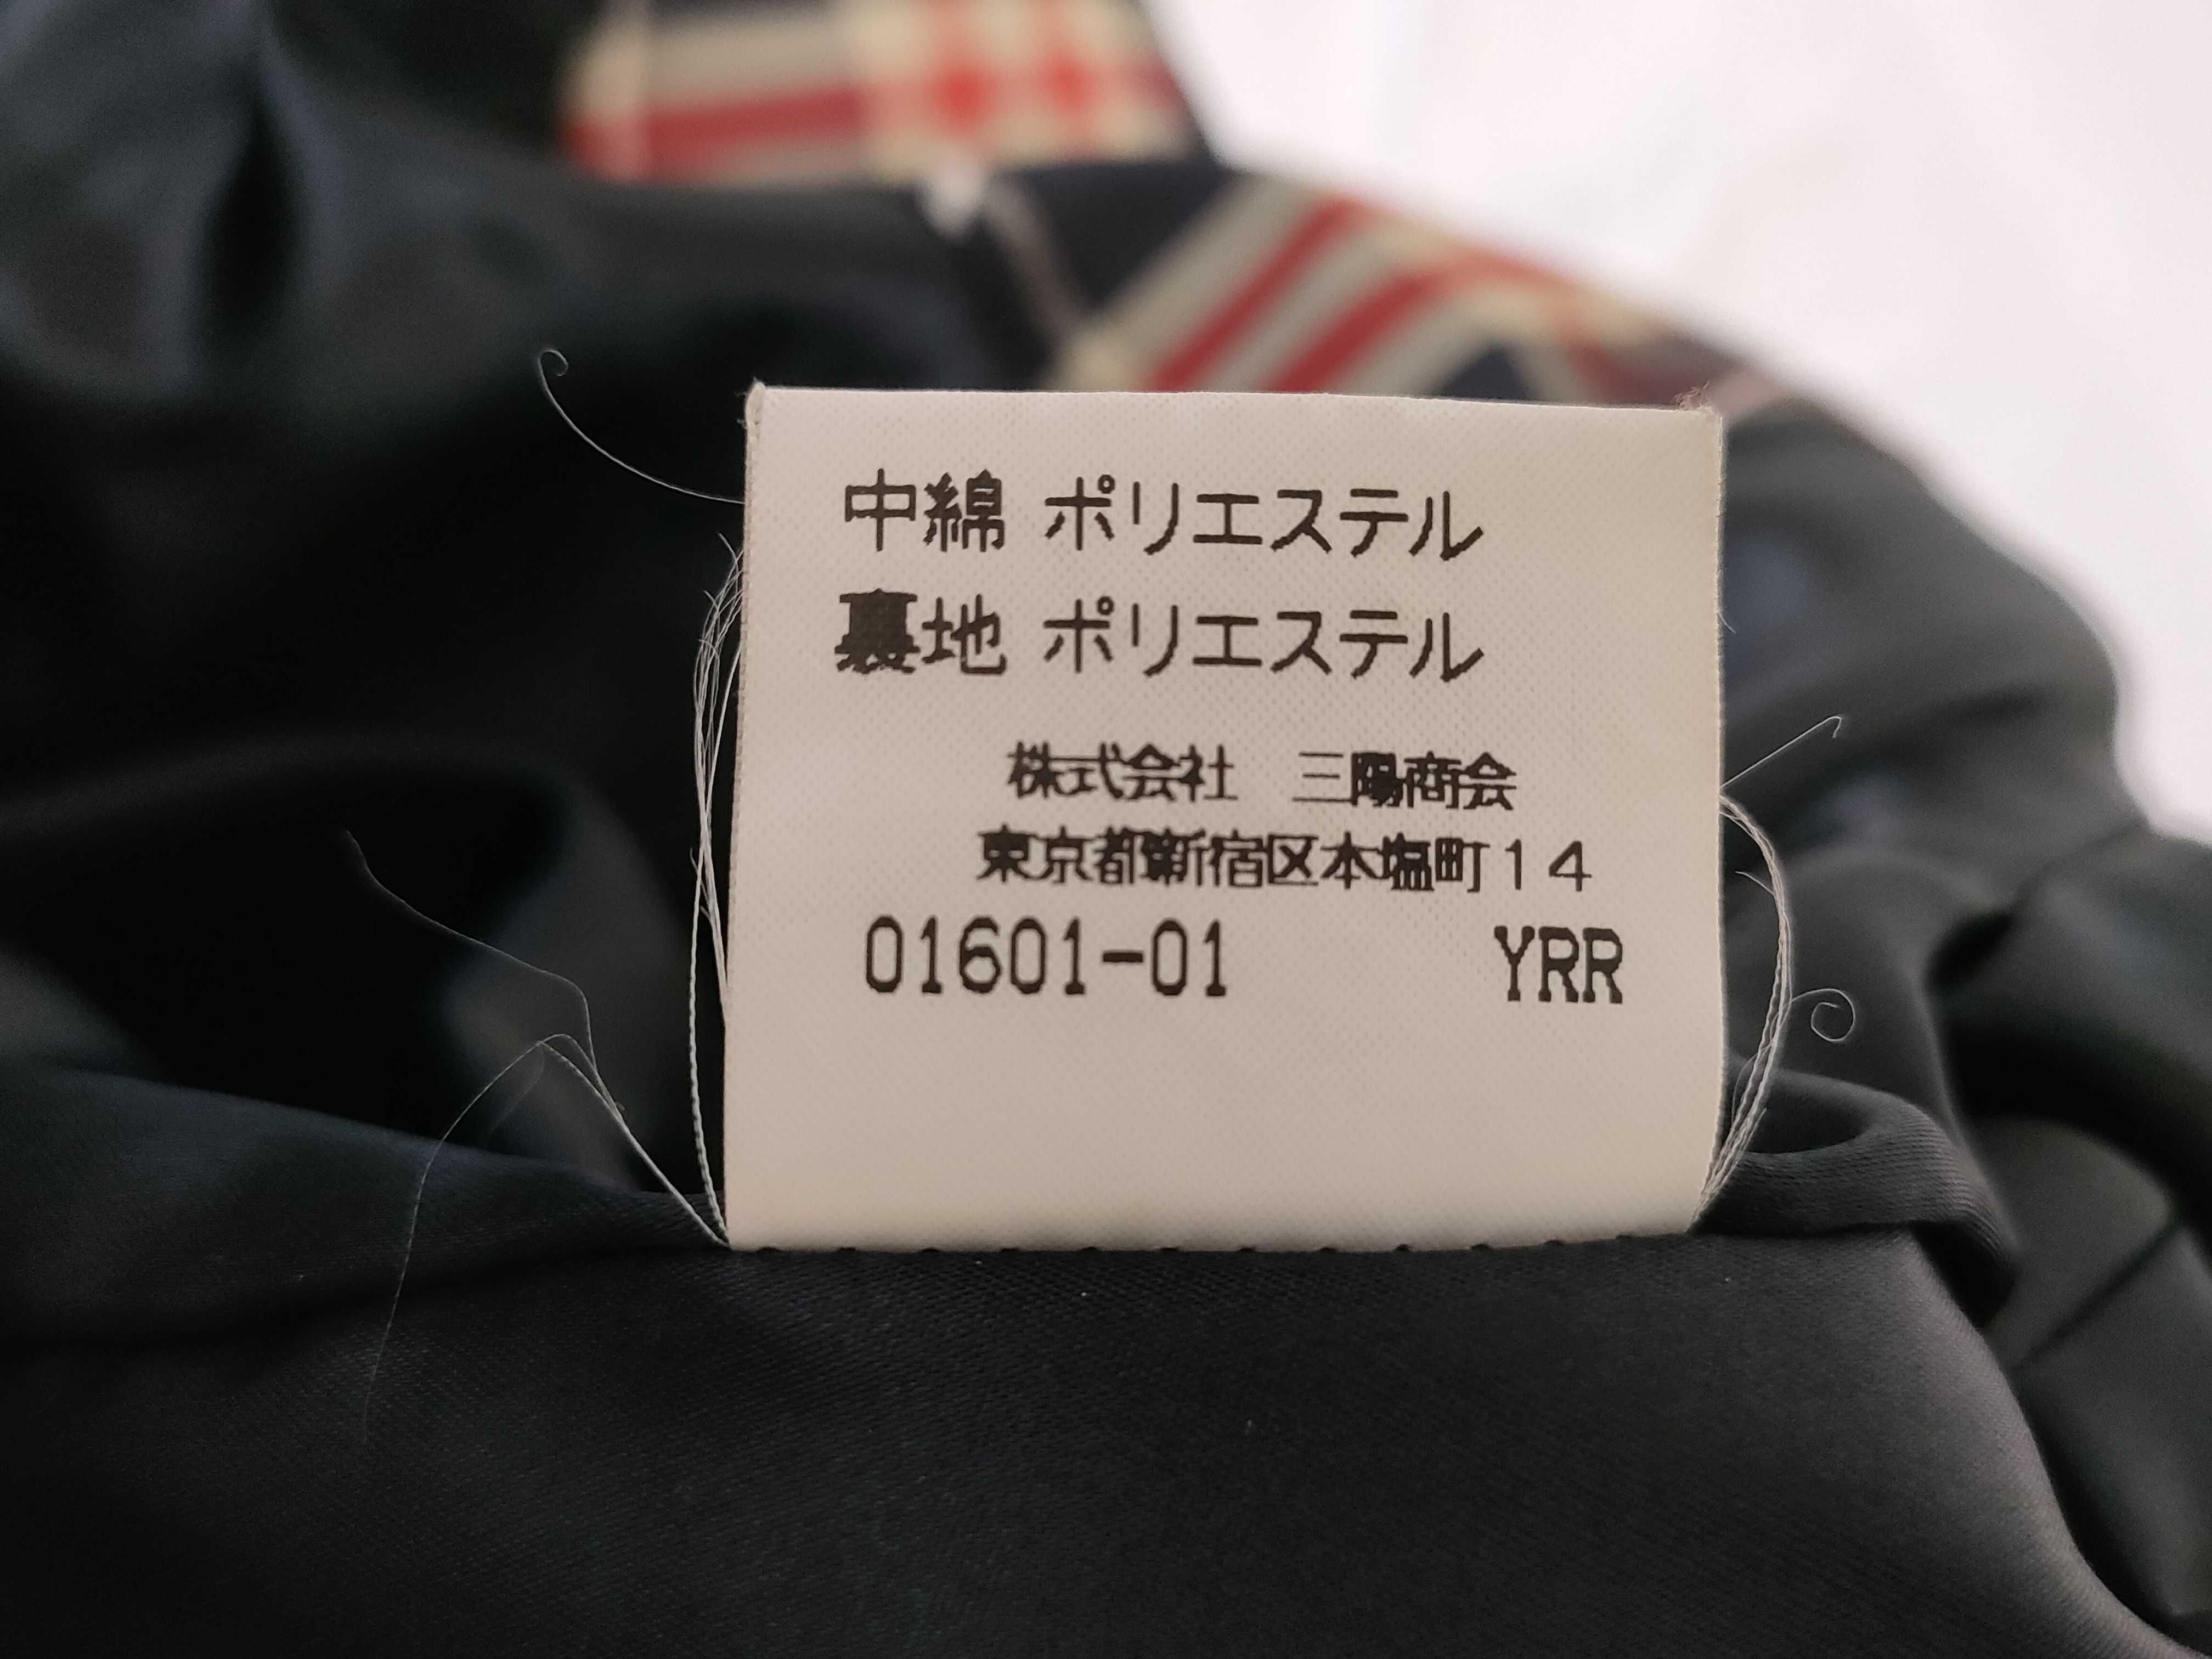 中綿 ポリエステル
裏地 ポリエステル
株式会社 三陽商会
東京都新宿区本塩町14
01601-01 YRR